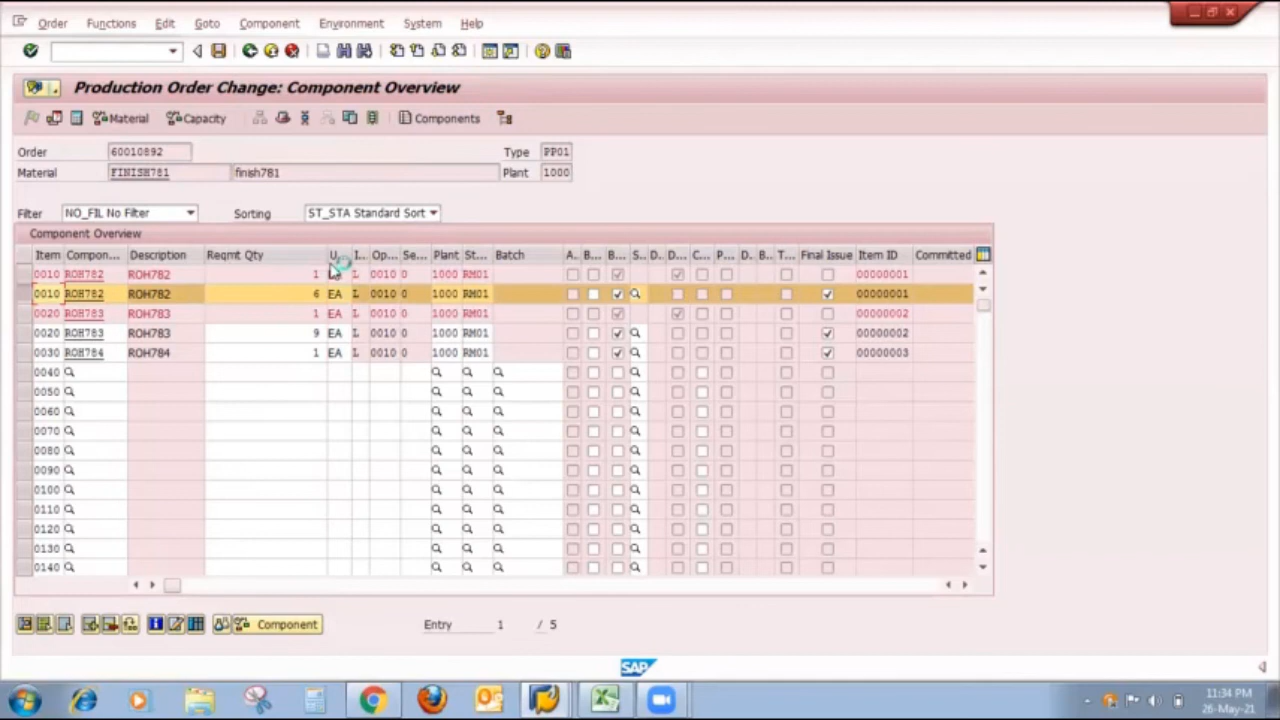 Order Functions Edit Goto Component Environment System Help
Production Order Change: Component Overview
Material Capacity Components
Order 60010892 Type PP01
Material FINISH781 finish781 Plant 1000
Filter NO_FIL No Filter Sorting ST_STA Standard Sort
Component Overview
Item Compon... Description Reqmt Qty U. I.. Op... Se... Plant St... Batch A. B... B... S.. D.. D... C... P... D. B.. T... Final Issue Item ID Committed
0010 ROH782 ROH782 1 L 0010 0 1000 RM01 00000001
0010 ROH782 ROH782 6 EA L 0010 0 1000 RM01 00000001
0020 ROH783 ROH783 1 EA L 0010 0 1000 RM01 00000002
0020 ROH783 ROH783 9 EA L 0010 0 1000 RM01 00000002
0030 ROH784 ROH784 1 EA L 0010 0 1000 RM01 00000003
0040
0050
0060
0070
0080
0090
0100
0110
0120
0130
0140
Component Entry 1 / 5
SAP
11:34 PM
26-May-21